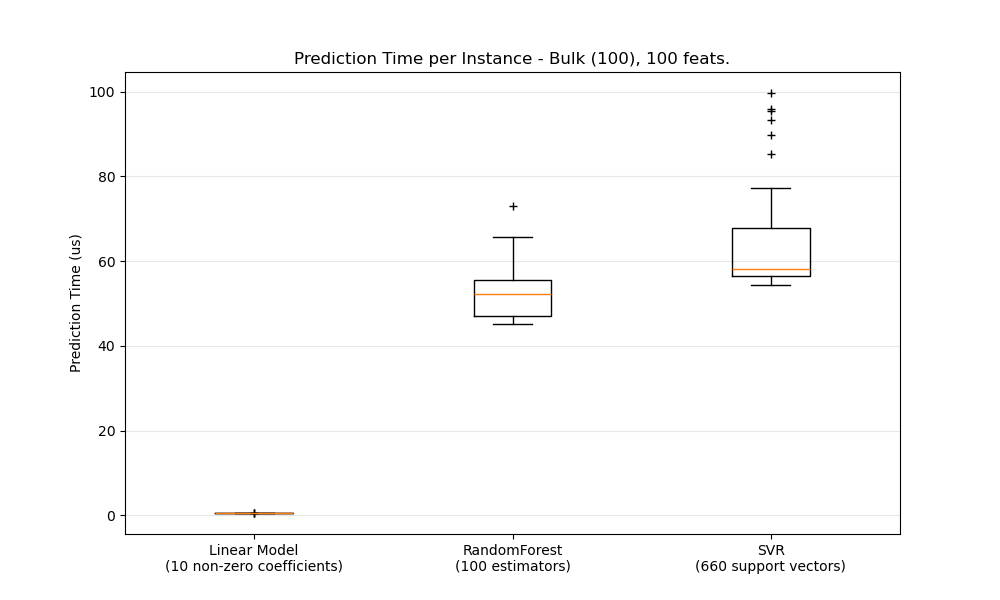 Prediction Time per Instance - Bulk (100), 100 feats.
100
80
60
40
20
0
Prediction Time (us)
Linear Model
(10 non-zero coefficients)
RandomForest
(100 estimators)
SVR
(660 support vectors)